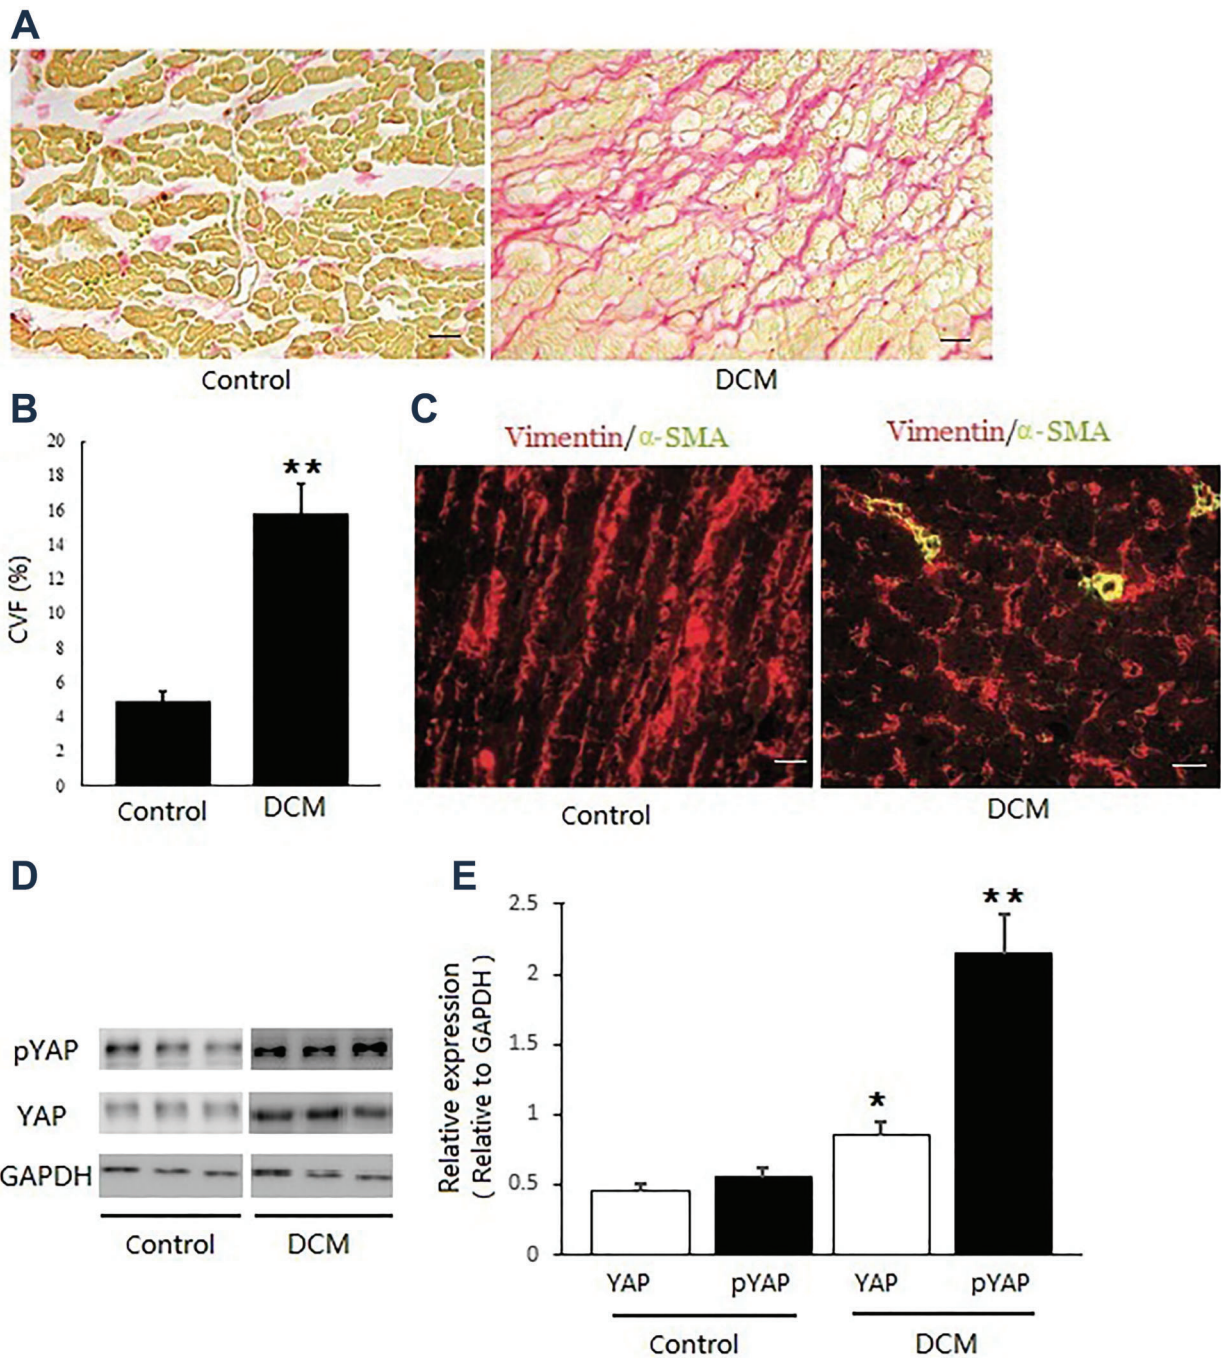 A
Control
DCM
B
20
18
16
14
12
10
8
6
4
2
0
CVF (%)
**
Control
DCM
C
Vimentin/α-SMA
Vimentin/α-SMA
Control
DCM
D
pYAP
YAP
GAPDH
Control
DCM
E
2.5
2
1.5
1
0.5
0
Relative expression
( Relative to GAPDH )
*
**
YAP
pYAP
YAP
pYAP
Control
DCM